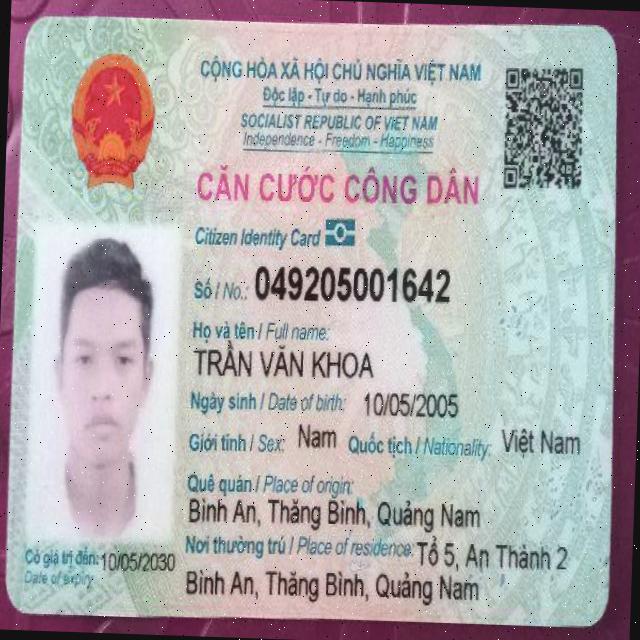 CỘNG HÒA XÃ HỘI CHỦ NGHĨA VIỆT NAM
Độc lập - Tự do - Hạnh phúc
SOCIALIST REPUBLIC OF VIET NAM
Independence - Freedom - Happiness
CĂN CƯỚC CÔNG DÂN
Citizen Identity Card
Số / No.: 049205001642
Họ và tên / Full name:
TRẦN VĂN KHOA
Ngày sinh / Date of birth: 10/05/2005
Giới tính / Sex: Nam Quốc tịch / Nationality: Việt Nam
Quê quán / Place of origin:
Bình An, Thăng Bình, Quảng Nam
Nơi thường trú / Place of residence: Tổ 5, An Thành 2
Bình An, Thăng Bình, Quảng Nam
Có giá trị đến: 10/05/2030
Date of expiry